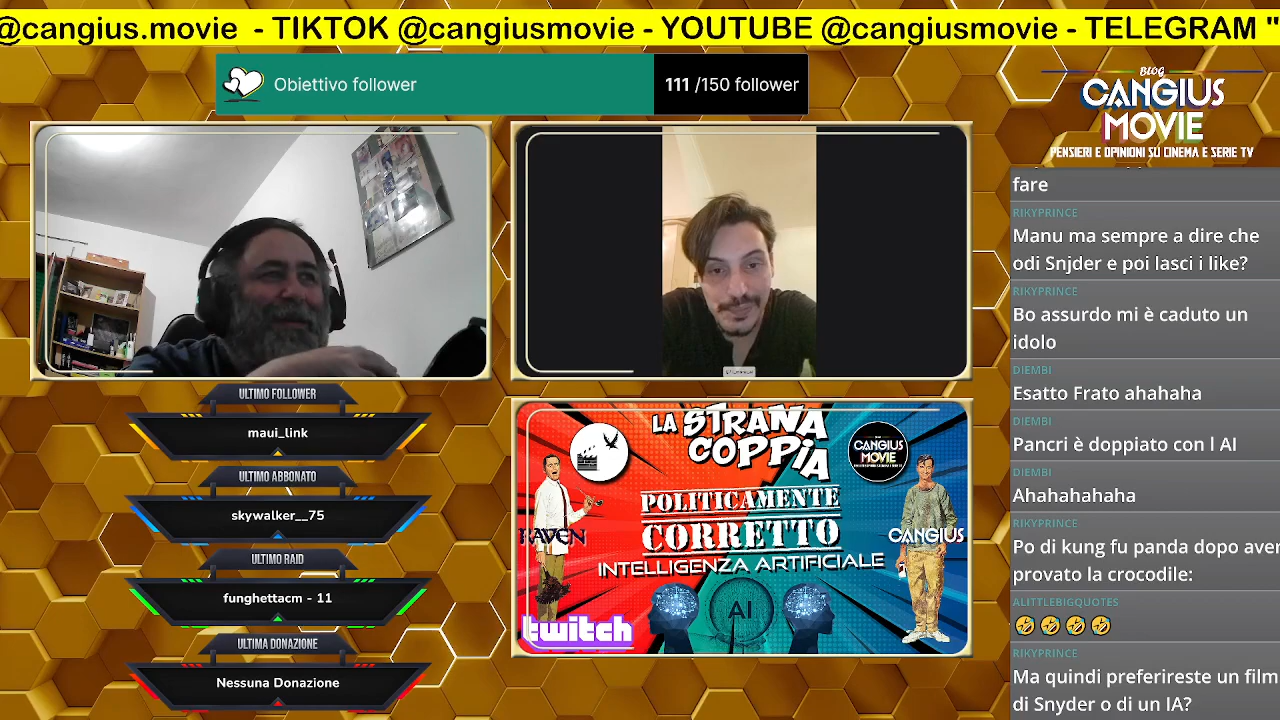 @cangius.movie - TIKTOK @cangiusmovie - YOUTUBE @cangiusmovie - TELEGRAM "
Obiettivo follower
111 /150 follower
BLOG
CANGIUS
MOVIE
PENSIERI E OPINIONI SU CINEMA E SERIE TV
fare
RIKYPRINCE
Manu ma sempre a dire che
odi Snjder e poi lasci i like?
RIKYPRINCE
Bo assurdo mi è caduto un
idolo
DIEMBI
Esatto Frato ahahaha
DIEMBI
Pancri è doppiato con l AI
DIEMBI
Ahahahahaha
RIKYPRINCE
Po di kung fu panda dopo aver
provato la crocodile:
ALITTLEBIGQUOTES
RIKYPRINCE
Ma quindi preferireste un film
di Snyder o di un IA?
ULTIMO FOLLOWER
maui_link
ULTIMO ABBONATO
skywalker__75
ULTIMO RAID
funghettacm - 11
ULTIMA DONAZIONE
Nessuna Donazione
LA STRANA
COPPIA
CANGIUS
MOVIE
POLITICAMENTE
CORRETTO
INTELLIGENZA ARTIFICIALE
RAVEN
CANGIUS
AI
twitch